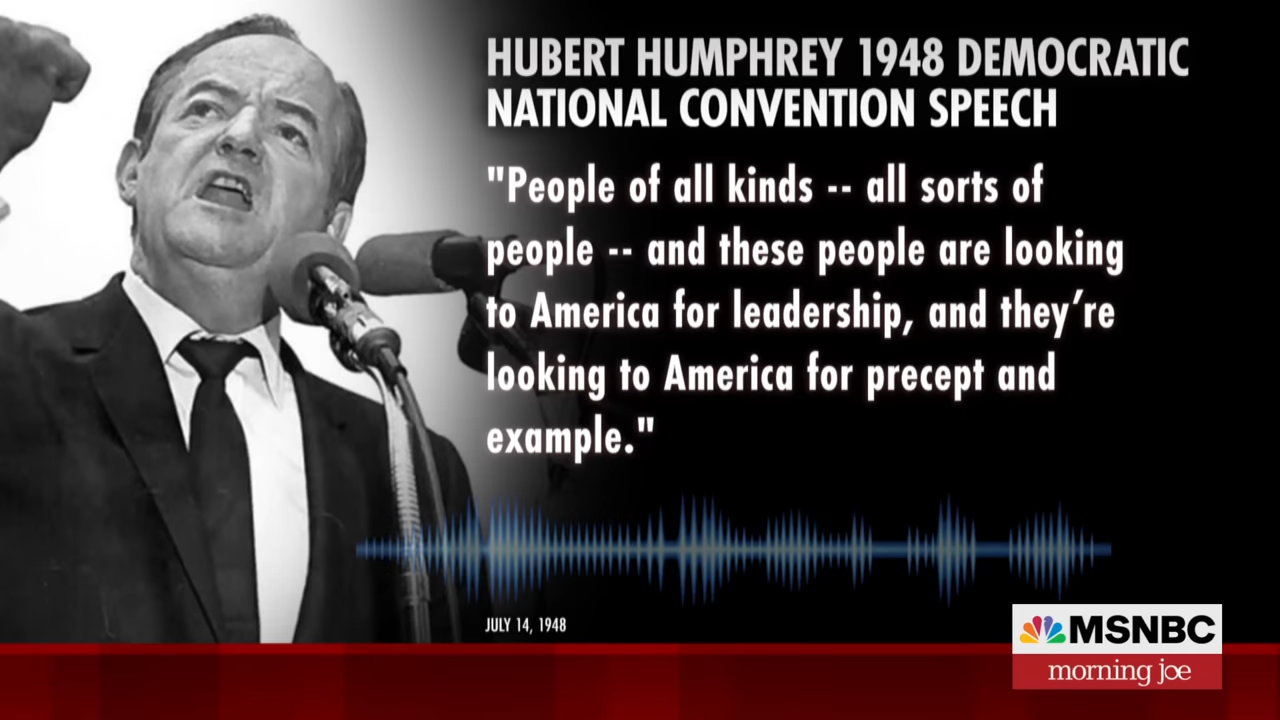 HUBERT HUMPHREY 1948 DEMOCRATIC
NATIONAL CONVENTION SPEECH
"People of all kinds -- all sorts of
people -- and these people are looking
to America for leadership, and they’re
looking to America for precept and
example."
JULY 14, 1948
MSNBC
morning joe